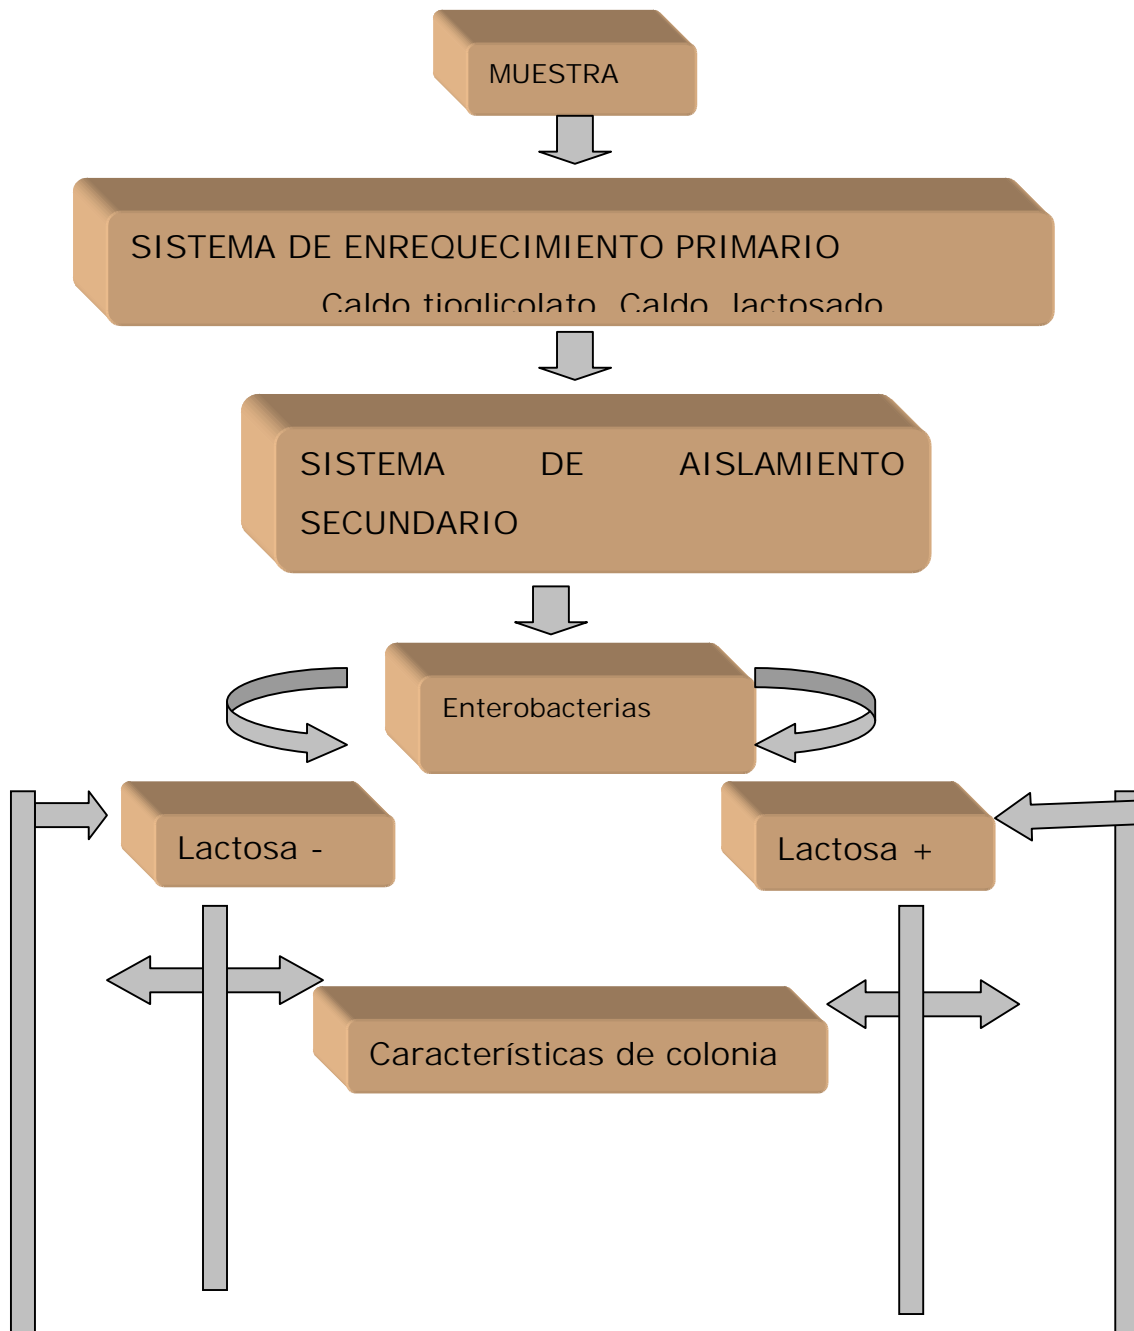 MUESTRA
SISTEMA DE ENREQUECIMIENTO PRIMARIO
Caldo tioglicolato Caldo lactosado
SISTEMA DE AISLAMIENTO
SECUNDARIO
Enterobacterias
Lactosa -
Lactosa +
Características de colonia